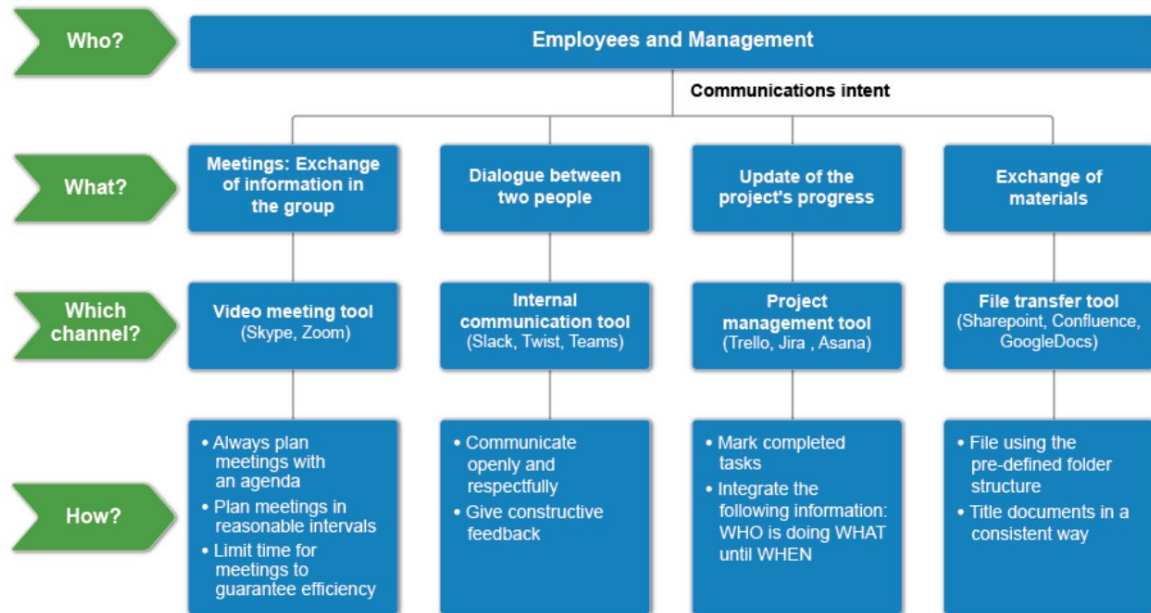 Who?
Employees and Management
Communications intent
What?
Meetings: Exchange
of information in
the group
Dialogue between
two people
Update of the
project's progress
Exchange of
materials
Which
channel?
Video meeting tool
(Skype, Zoom)
Internal
communication tool
(Slack, Twist, Teams)
Project
management tool
(Trello, Jira , Asana)
File transfer tool
(Sharepoint, Confluence,
GoogleDocs)
How?
• Always plan
meetings with
an agenda
• Plan meetings in
reasonable intervals
• Limit time for
meetings to
guarantee efficiency
• Communicate
openly and
respectfully
• Give constructive
feedback
• Mark completed
tasks
• Integrate the
following information:
WHO is doing WHAT
until WHEN
• File using the
pre-defined folder
structure
• Title documents in a
consistent way